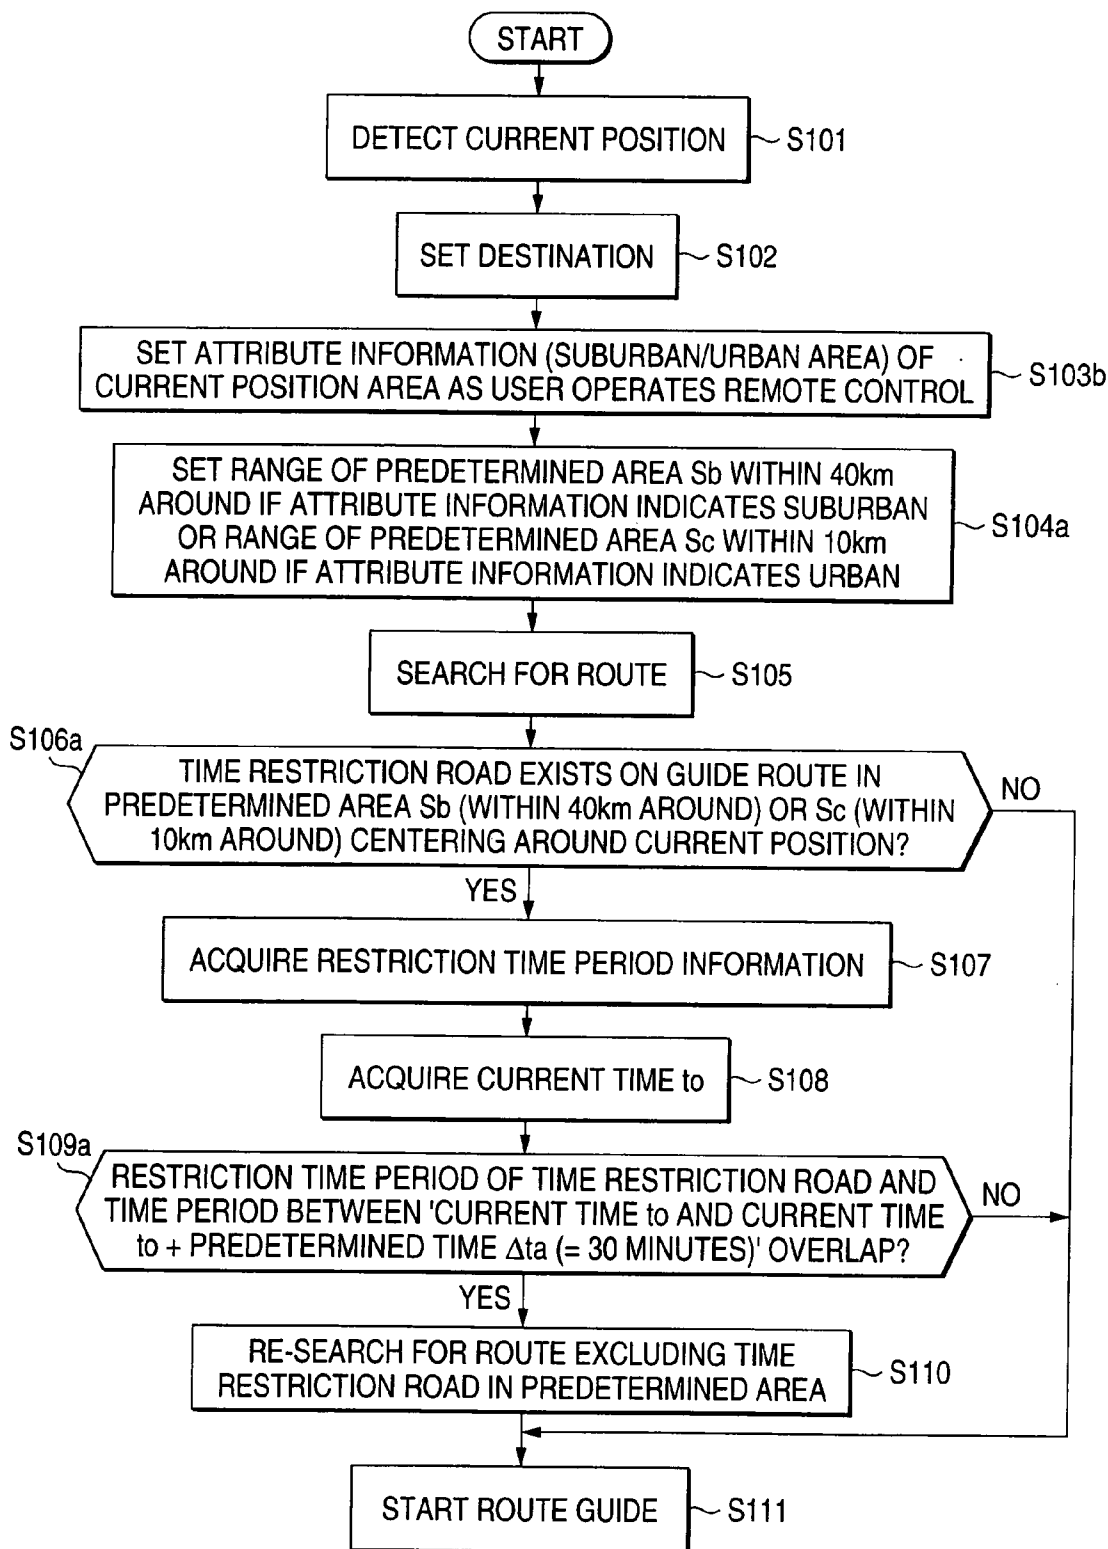 START
DETECT CURRENT POSITION
S101
SET DESTINATION
S102
SET ATTRIBUTE INFORMATION (SUBURBAN/URBAN AREA) OF
CURRENT POSITION AREA AS USER OPERATES REMOTE CONTROL
S103b
SET RANGE OF PREDETERMINED AREA Sb WITHIN 40km
AROUND IF ATTRIBUTE INFORMATION INDICATES SUBURBAN
OR RANGE OF PREDETERMINED AREA Sc WITHIN 10km
AROUND IF ATTRIBUTE INFORMATION INDICATES URBAN
S104a
SEARCH FOR ROUTE
S105
S106a
TIME RESTRICTION ROAD EXISTS ON GUIDE ROUTE IN
PREDETERMINED AREA Sb (WITHIN 40km AROUND) OR Sc (WITHIN
10km AROUND) CENTERING AROUND CURRENT POSITION?
NO
YES
ACQUIRE RESTRICTION TIME PERIOD INFORMATION
S107
ACQUIRE CURRENT TIME to
S108
S109a
RESTRICTION TIME PERIOD OF TIME RESTRICTION ROAD AND
TIME PERIOD BETWEEN 'CURRENT TIME to AND CURRENT TIME
to + PREDETERMINED TIME Δta (= 30 MINUTES)' OVERLAP?
NO
YES
RE-SEARCH FOR ROUTE EXCLUDING TIME
RESTRICTION ROAD IN PREDETERMINED AREA
S110
START ROUTE GUIDE
S111